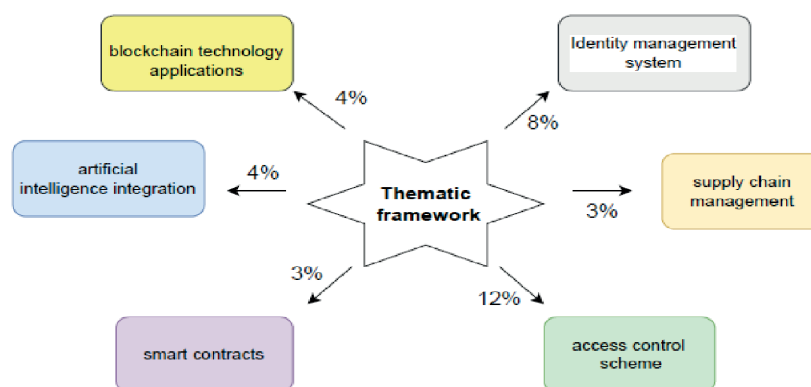 blockchain technology
applications
Identity management
system
4%
8%
artificial
intelligence integration
4%
Thematic
framework
3%
supply chain
management
3%
12%
smart contracts
access control
scheme